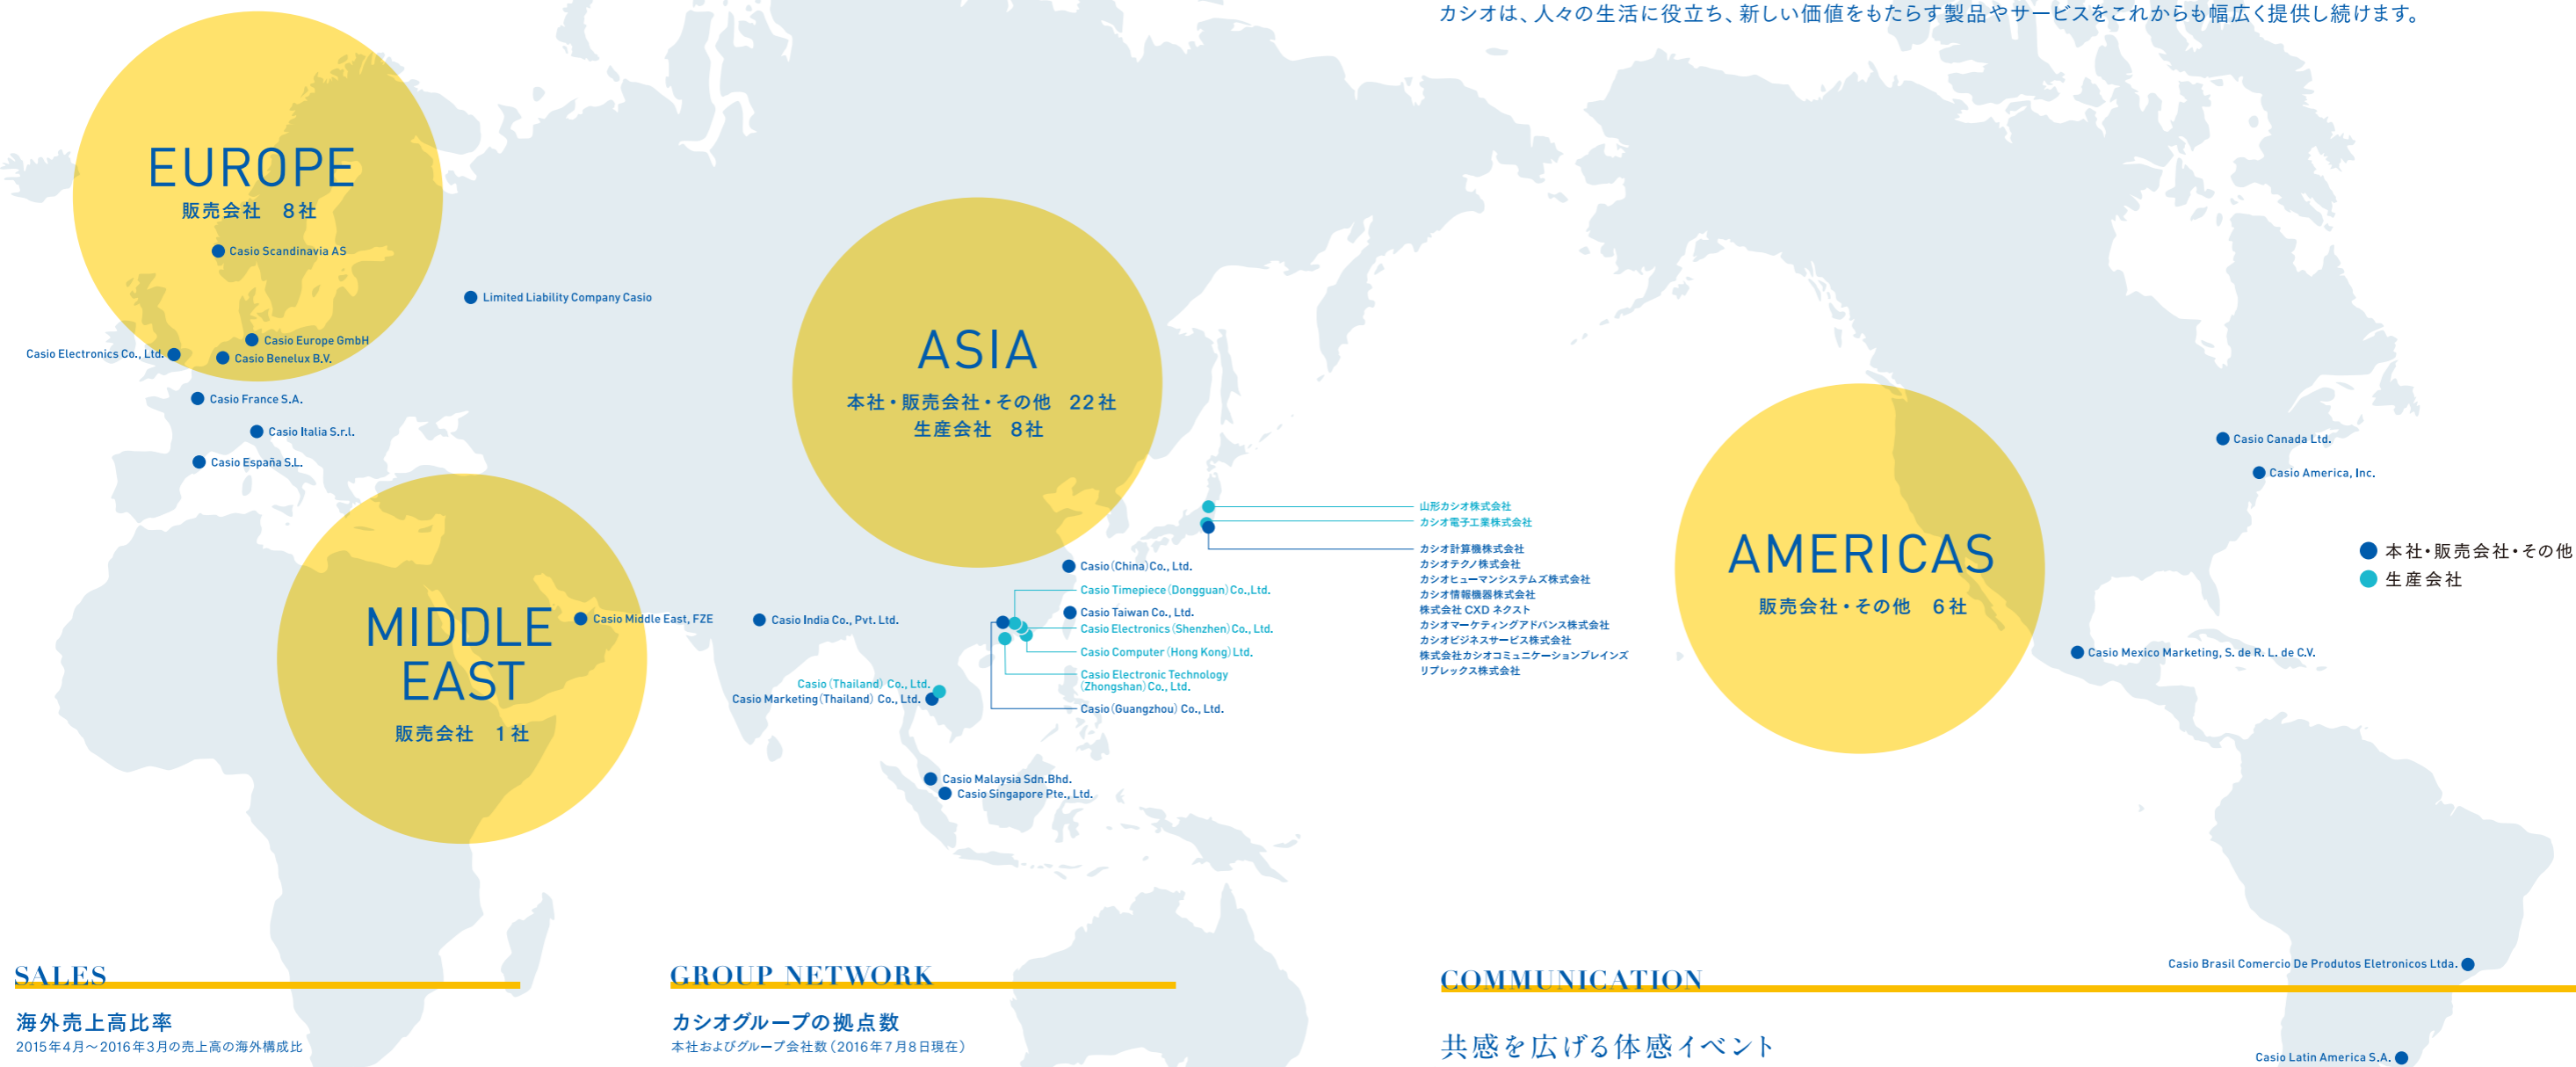 カシオは、人々の生活に役立ち、新しい価値をもたらす製品やサービスをこれからも幅広く提供し続けます。
EUROPE
販売会社 8社
Casio Scandinavia AS
Limited Liability Company Casio
Casio Europe GmbH
Casio Electronics Co., Ltd.
Casio Benelux B.V.
Casio France S.A.
Casio Italia S.r.l.
Casio España S.L.
MIDDLE
EAST
販売会社 1社
Casio Middle East, FZE
ASIA
本社・販売会社・その他 22社
生産会社 8社
Casio India Co., Pvt. Ltd.
Casio (Thailand) Co., Ltd.
Casio Marketing (Thailand) Co., Ltd.
Casio Malaysia Sdn.Bhd.
Casio Singapore Pte., Ltd.
Casio (China) Co., Ltd.
Casio Timepiece (Dongguan) Co.,Ltd.
Casio Taiwan Co., Ltd.
Casio Electronics (Shenzhen) Co., Ltd.
Casio Computer (Hong Kong) Ltd.
Casio Electronic Technology
(Zhongshan) Co., Ltd.
Casio (Guangzhou) Co., Ltd.
山形カシオ株式会社
カシオ電子工業株式会社
カシオ計算機株式会社
カシオテクノ株式会社
カシオヒューマンシステムズ株式会社
カシオ情報機器株式会社
株式会社 CXD ネクスト
カシオマーケティングアドバンス株式会社
カシオビジネスサービス株式会社
株式会社カシオコミュニケーションブレインズ
リプレックス株式会社
AMERICAS
販売会社・その他 6社
Casio Canada Ltd.
Casio America, Inc.
本社・販売会社・その他
生産会社
Casio Mexico Marketing, S. de R. L. de C.V.
Casio Brasil Comercio De Produtos Eletronicos Ltda.
Casio Latin America S.A.
SALES
海外売上高比率
2015年4月〜2016年3月の売上高の海外構成比
GROUP NETWORK
カシオグループの拠点数
本社およびグループ会社数（2016年7月8日現在）
COMMUNICATION
共感を広げる体感イベント